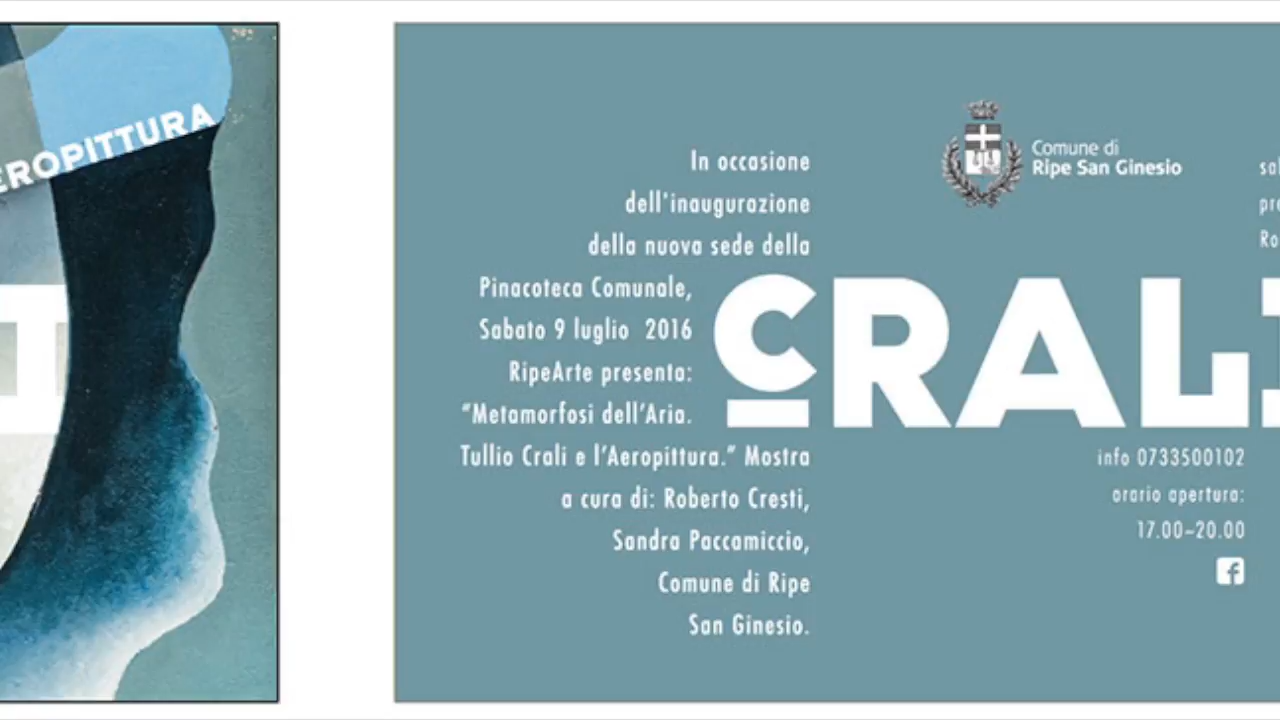 EROPITTURA
In occasione
dell'inaugurazione
della nuova sede della
Pinacoteca Comunale,
Sabato 9 luglio 2016
RipeArte presenta:
“Metamorfosi dell’Aria.
Tullio Crali e l’Aeropittura.” Mostra
a cura di: Roberto Cresti,
Sandra Paccamiccio,
Comune di Ripe
San Ginesio.
Comune di
Ripe San Ginesio
CRALI
info 0733500102
orario apertura:
17.00–20.00